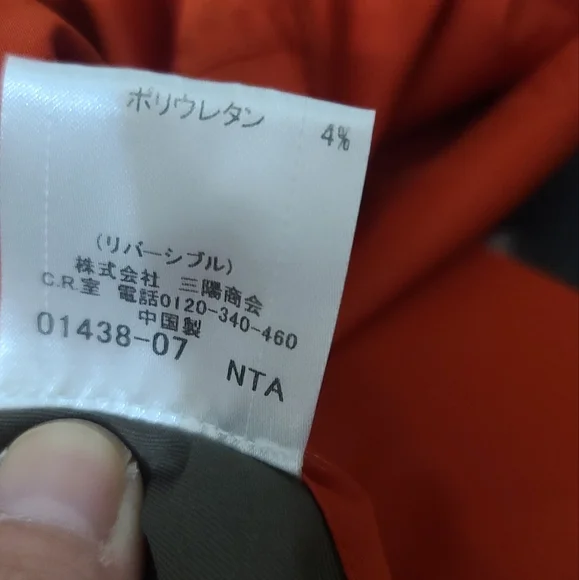 ポリウレタン 4%
(リバーシブル)
株式会社 三陽商会
C.R.室 電話0120-340-460
中国製
01438-07 NTA